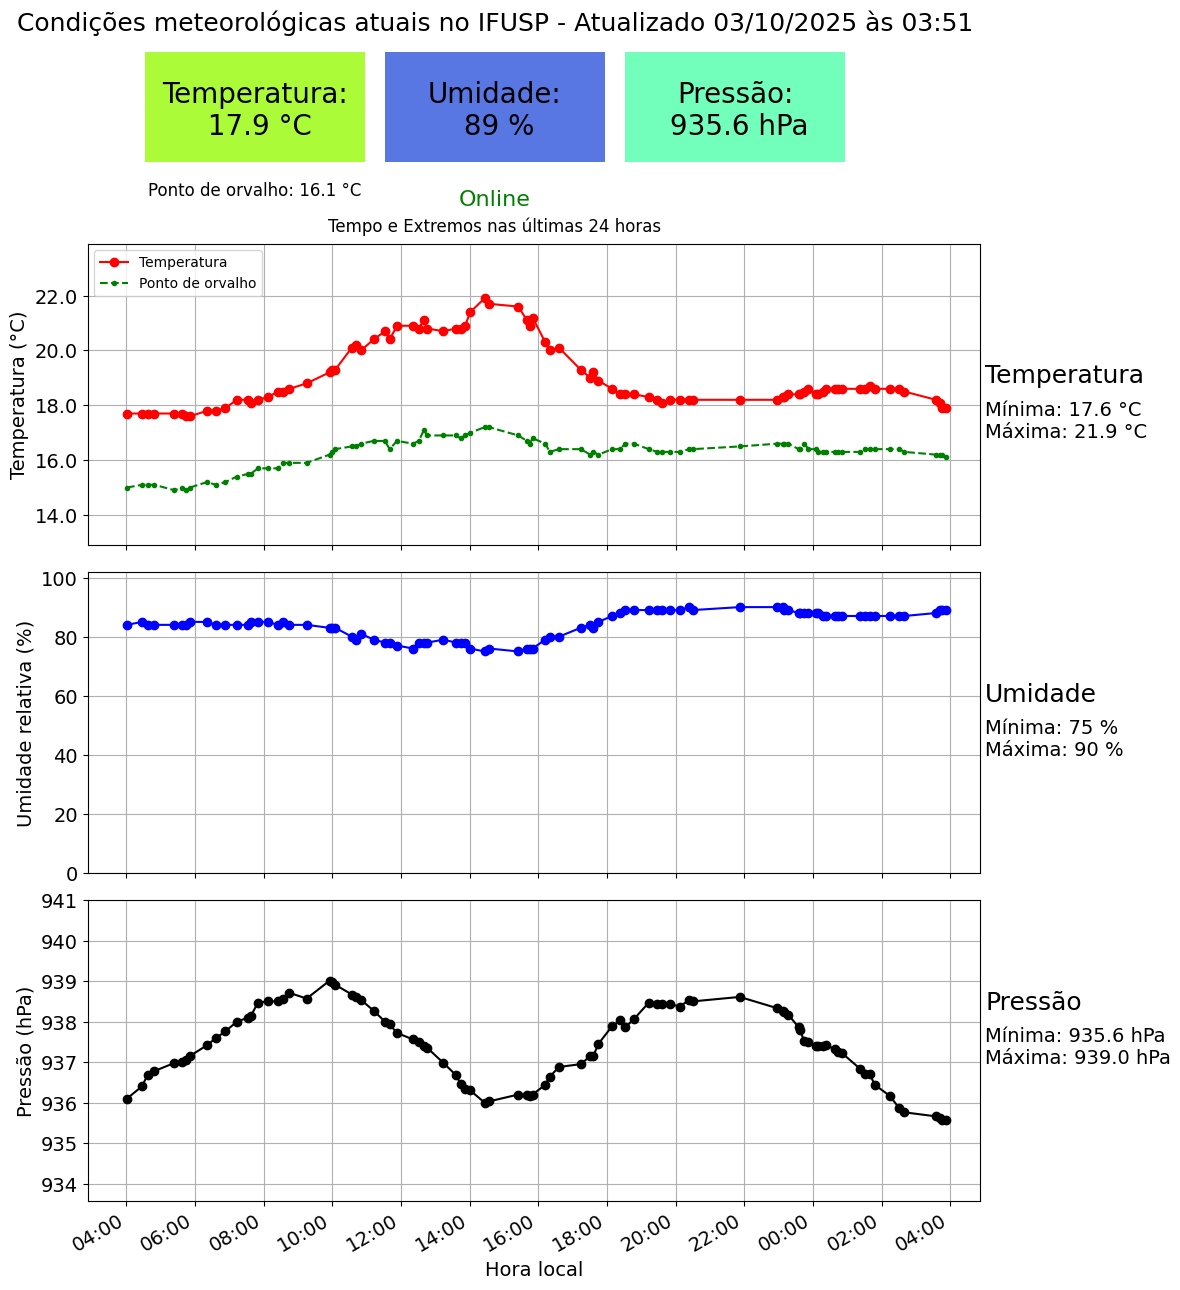 Condições meteorológicas atuais no IFUSP - Atualizado 03/10/2025 às 03:51
Temperatura:
17.9 °C
Umidade:
89 %
Pressão:
935.6 hPa
Ponto de orvalho: 16.1 °C
Online
Tempo e Extremos nas últimas 24 horas
Temperatura
Ponto de orvalho
Temperatura (°C)
22.0
20.0
18.0
16.0
14.0
Temperatura
Mínima: 17.6 °C
Máxima: 21.9 °C
Umidade relativa (%)
100
80
60
40
20
0
Umidade
Mínima: 75 %
Máxima: 90 %
Pressão (hPa)
941
940
939
938
937
936
935
934
Pressão
Mínima: 935.6 hPa
Máxima: 939.0 hPa
04:00 06:00 08:00 10:00 12:00 14:00 16:00 18:00 20:00 22:00 00:00 02:00 04:00
Hora local